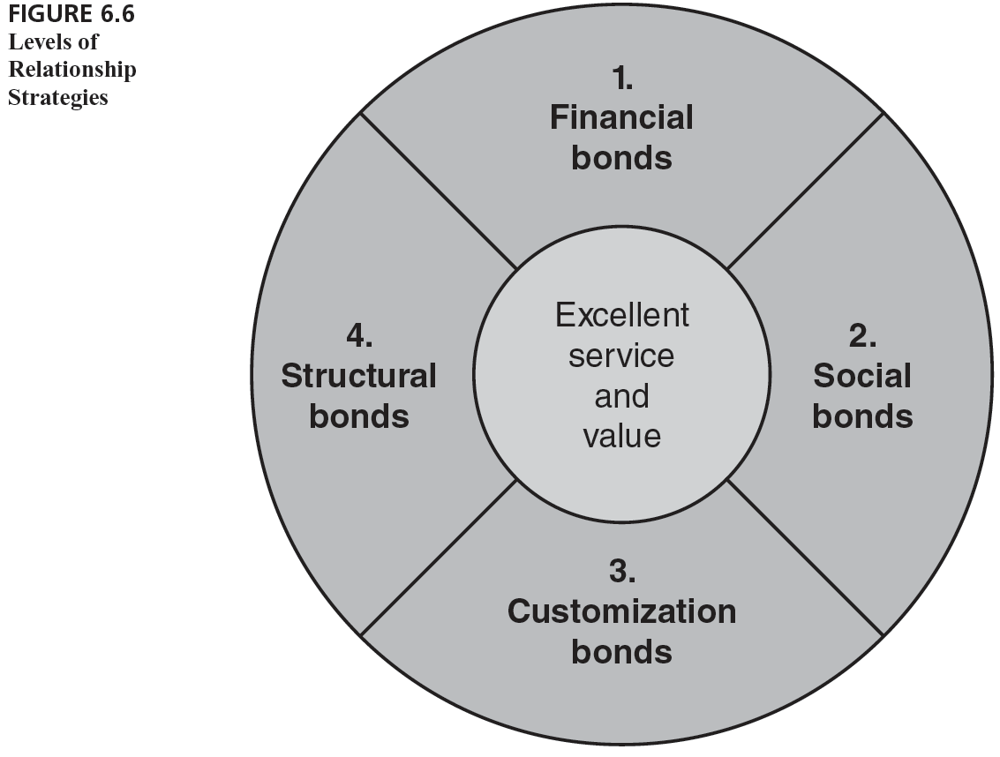 FIGURE 6.6
Levels of
Relationship
Strategies
1.
Financial
bonds
Excellent
service
and
value
4.
Structural
bonds
2.
Social
bonds
3.
Customization
bonds